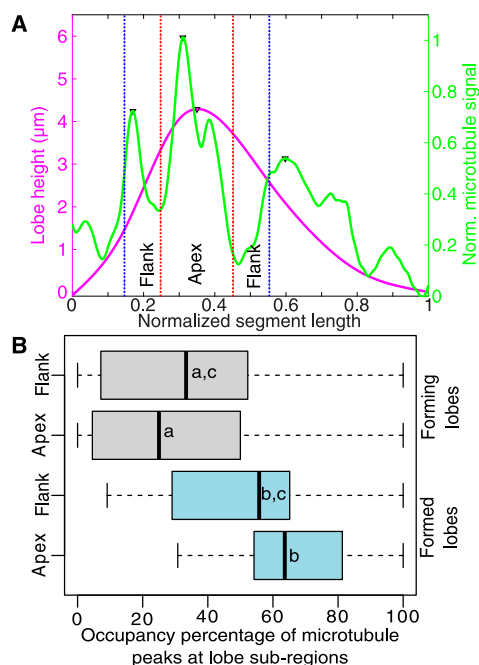 A
Lobe height (μm)
6
5
4
3
2
1
0
Norm. microtubule signal
1
0.8
0.6
0.4
0.2
0
Flank
Apex
Flank
0
0.2
0.4
0.6
0.8
1
Normalized segment length
B
Flank
a,c
Apex
a
Forming
lobes
Flank
b,c
Apex
b
Formed
lobes
0
20
40
60
80
100
Occupancy percentage of microtubule
peaks at lobe sub-regions